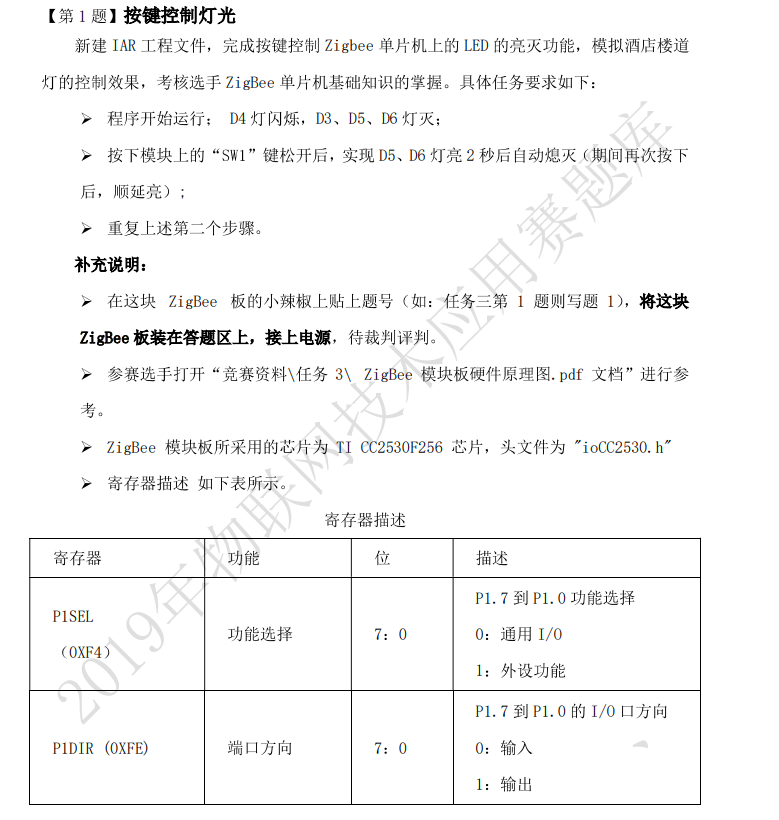 【第1题】按键控制灯光
新建 IAR 工程文件，完成按键控制 Zigbee 单片机上的 LED 的亮灭功能，模拟酒店楼道
灯的控制效果，考核选手 ZigBee 单片机基础知识的掌握。具体任务要求如下：
➢ 程序开始运行； D4 灯闪烁，D3、D5、D6 灯灭；
➢ 按下模块上的“SW1”键松开后，实现 D5、D6 灯亮 2 秒后自动熄灭（期间再次按下
后，顺延亮）；
➢ 重复上述第二个步骤。
补充说明：
➢ 在这块 ZigBee 板的小辣椒上贴上题号（如：任务三第 1 题则写题 1），将这块
ZigBee 板装在答题区上，接上电源，待裁判评判。
➢ 参赛选手打开“竞赛资料\任务 3\ ZigBee 模块板硬件原理图.pdf 文档”进行参
考。
➢ ZigBee 模块板所采用的芯片为 TI CC2530F256 芯片，头文件为 "ioCC2530.h"
➢ 寄存器描述 如下表所示。
寄存器描述
寄存器 功能 位 描述
P1SEL
（0XF4）
功能选择
7：0
P1.7 到 P1.0 功能选择
0：通用 I/O
1：外设功能
P1DIR (0XFE)
端口方向
7：0
P1.7 到 P1.0 的 I/O 口方向
0：输入
1：输出
2019年物联网技术应用赛题库